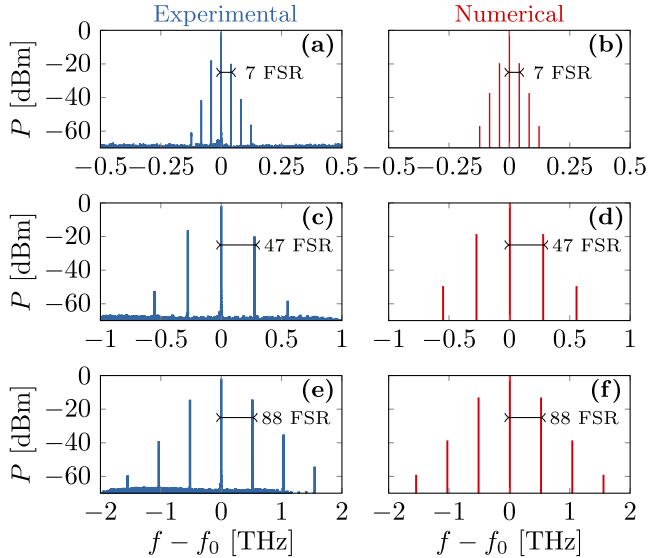 Experimental Numerical
(a) (b)
0 −20 −40 −60
P [dBm]
7 FSR 7 FSR
−0.5 −0.25 0 0.25 0.5 −0.5 −0.25 0 0.25 0.5
(c) (d)
0 −20 −40 −60
P [dBm]
47 FSR 47 FSR
−1 −0.5 0 0.5 1 −1 −0.5 0 0.5 1
(e) (f)
0 −20 −40 −60
P [dBm]
88 FSR 88 FSR
−2 −1 0 1 2 −2 −1 0 1 2
f − f₀ [THz] f − f₀ [THz]